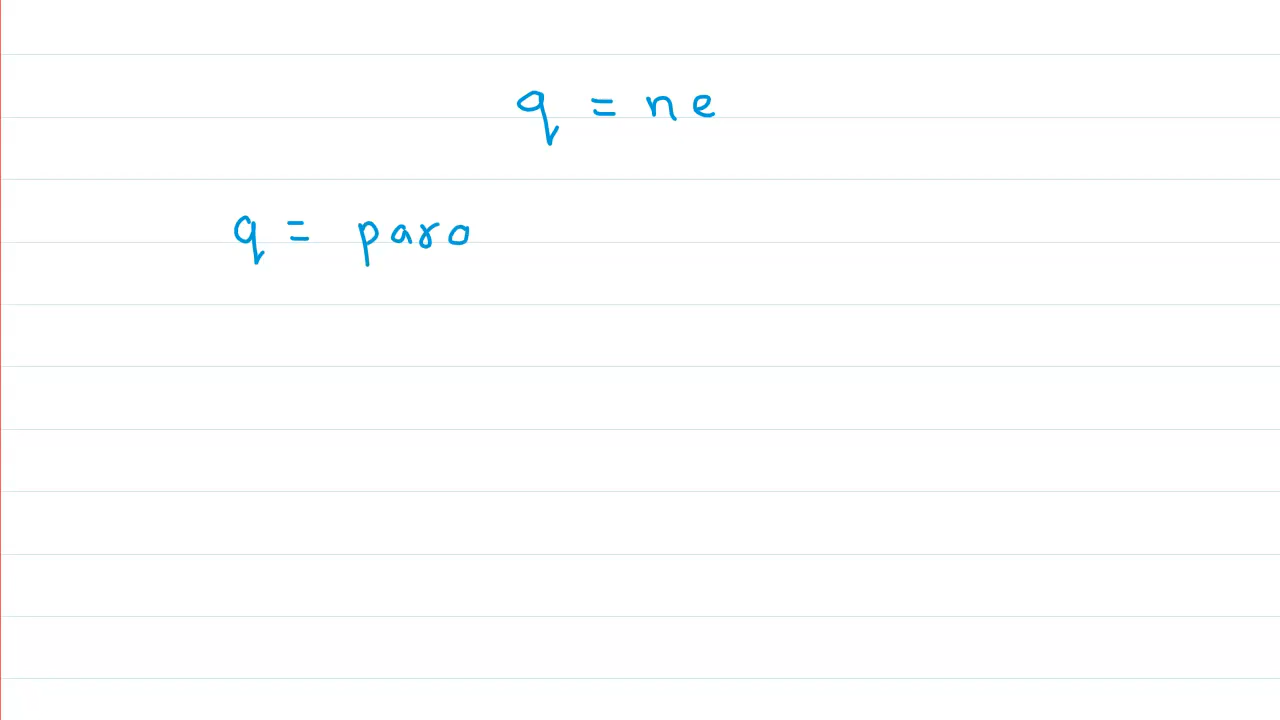 q = ne
q = paro